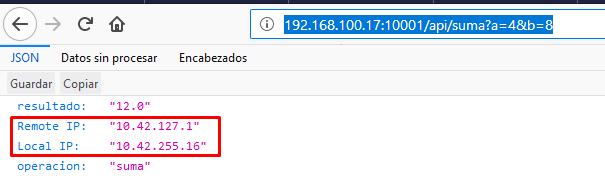 192.168.100.17:10001/api/suma?a=4&b=8
JSON Datos sin procesar Encabezados
Guardar Copiar
resultado: "12.0"
Remote IP: "10.42.127.1"
Local IP: "10.42.255.16"
operacion: "suma"